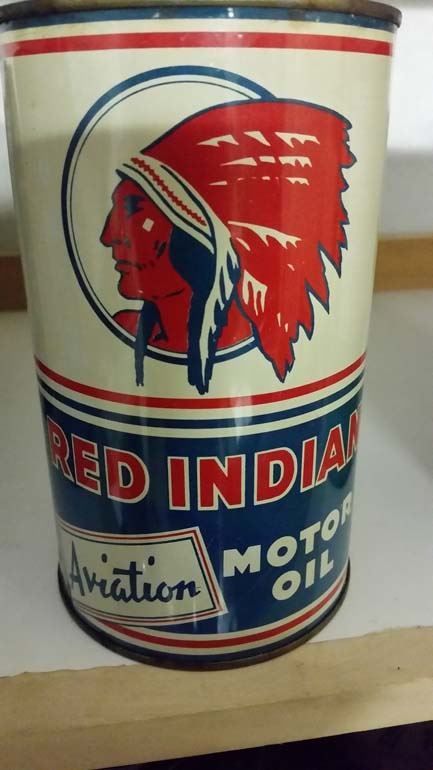 RED INDIAN
Aviation
MOTOR
OIL